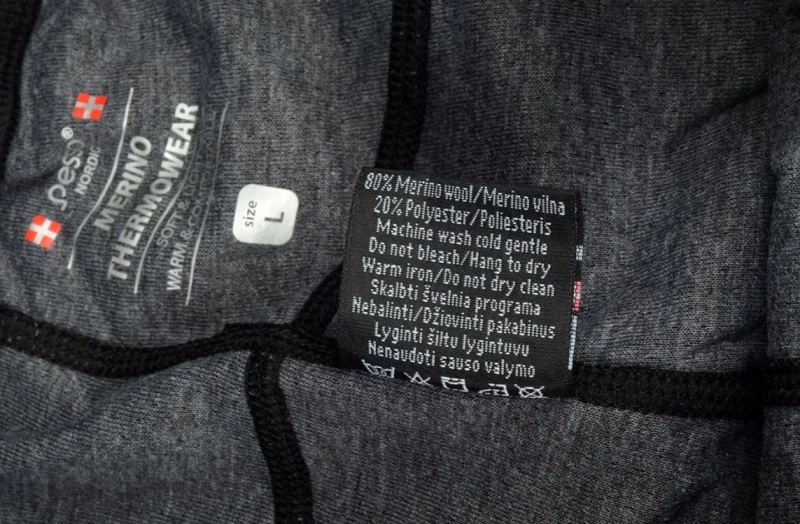 peso®
NORDIC
MERINO
THERMOWEAR
WARM &
size
L
80% Merino wool/Merino vilna
20% Polyester/Poliesteris
Machine wash cold gentle
Do not bleach/Hang to dry
Warm iron/Do not dry clean
Skalbti švelnia programa
Nebalinti/Džiovinti pakabinus
Lyginti šiltu lygintuvu
Nenaudoti sauso valymo